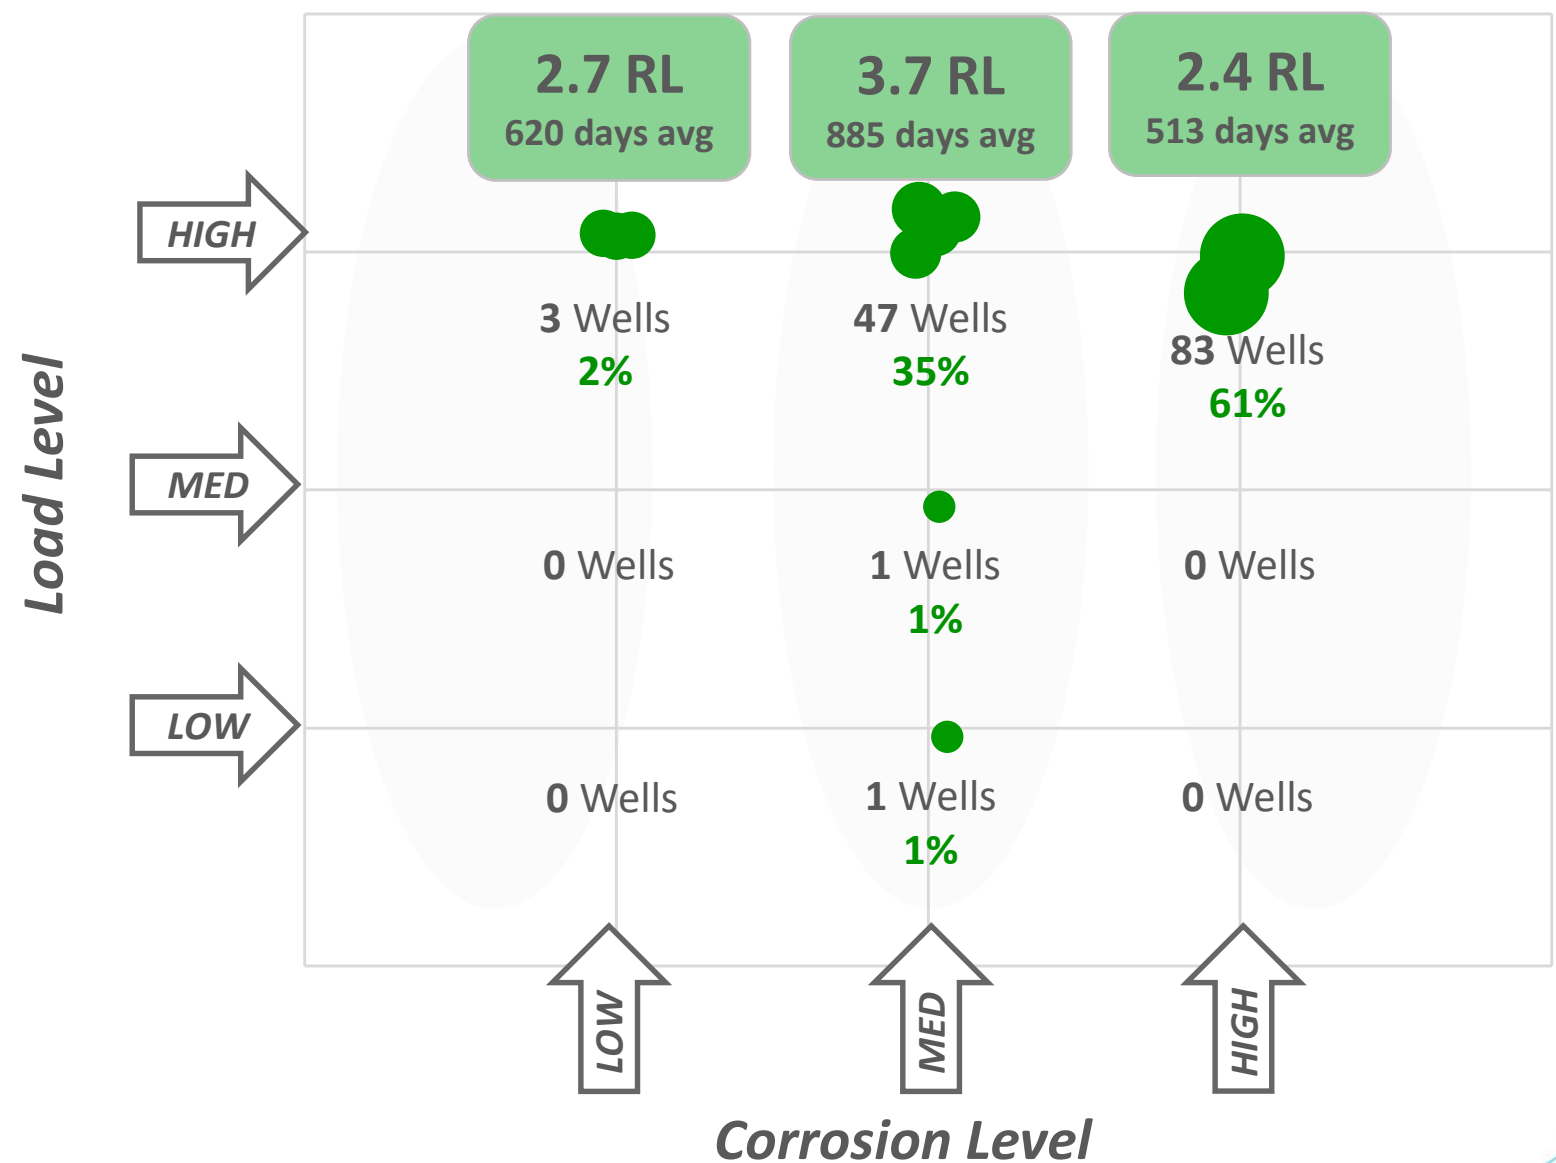 2.7 RL
620 days avg
3.7 RL
885 days avg
2.4 RL
513 days avg
HIGH
3 Wells
2%
47 Wells
35%
83 Wells
61%
Load Level
MED
0 Wells
1 Wells
1%
0 Wells
LOW
0 Wells
1 Wells
1%
0 Wells
LOW
MED
HIGH
Corrosion Level